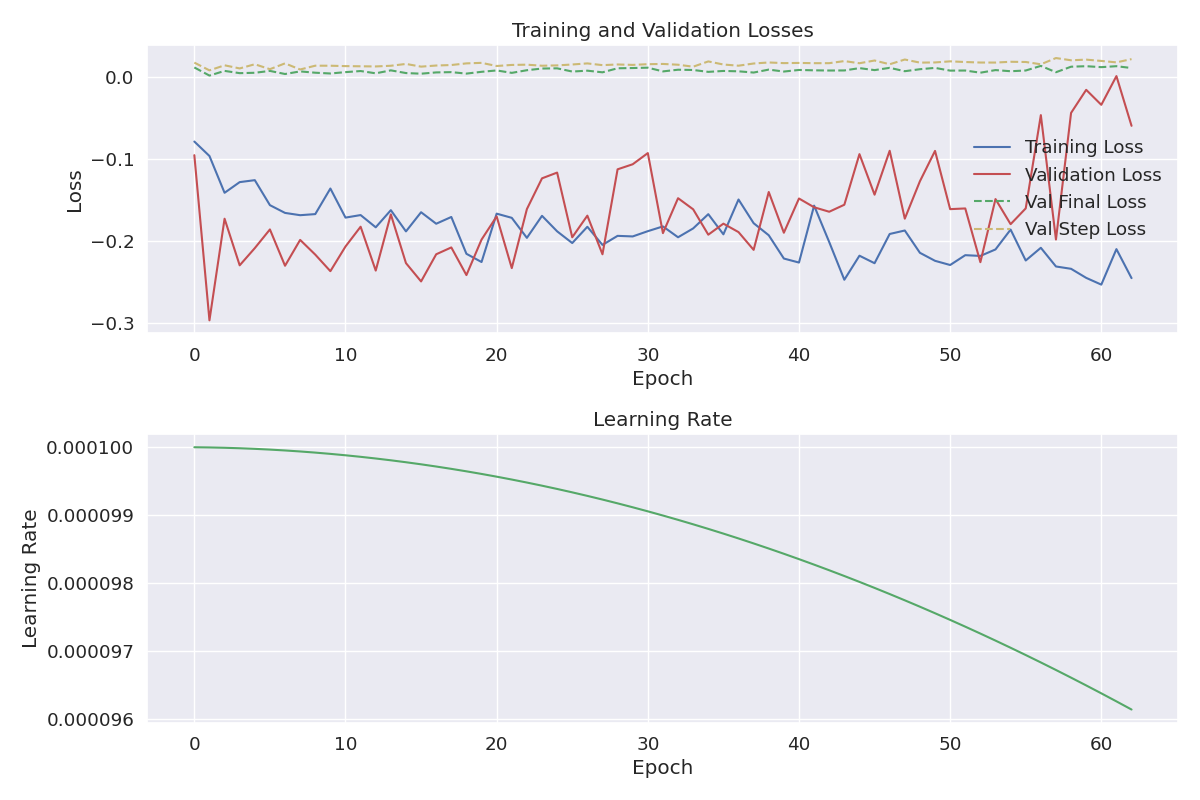 Training and Validation Losses
0.0
−0.1
−0.2
−0.3
Loss
Training Loss
Validation Loss
Val Final Loss
Val Step Loss
0 10 20 30 40 50 60
Epoch
Learning Rate
0.000100
0.000099
0.000098
0.000097
0.000096
Learning Rate
0 10 20 30 40 50 60
Epoch